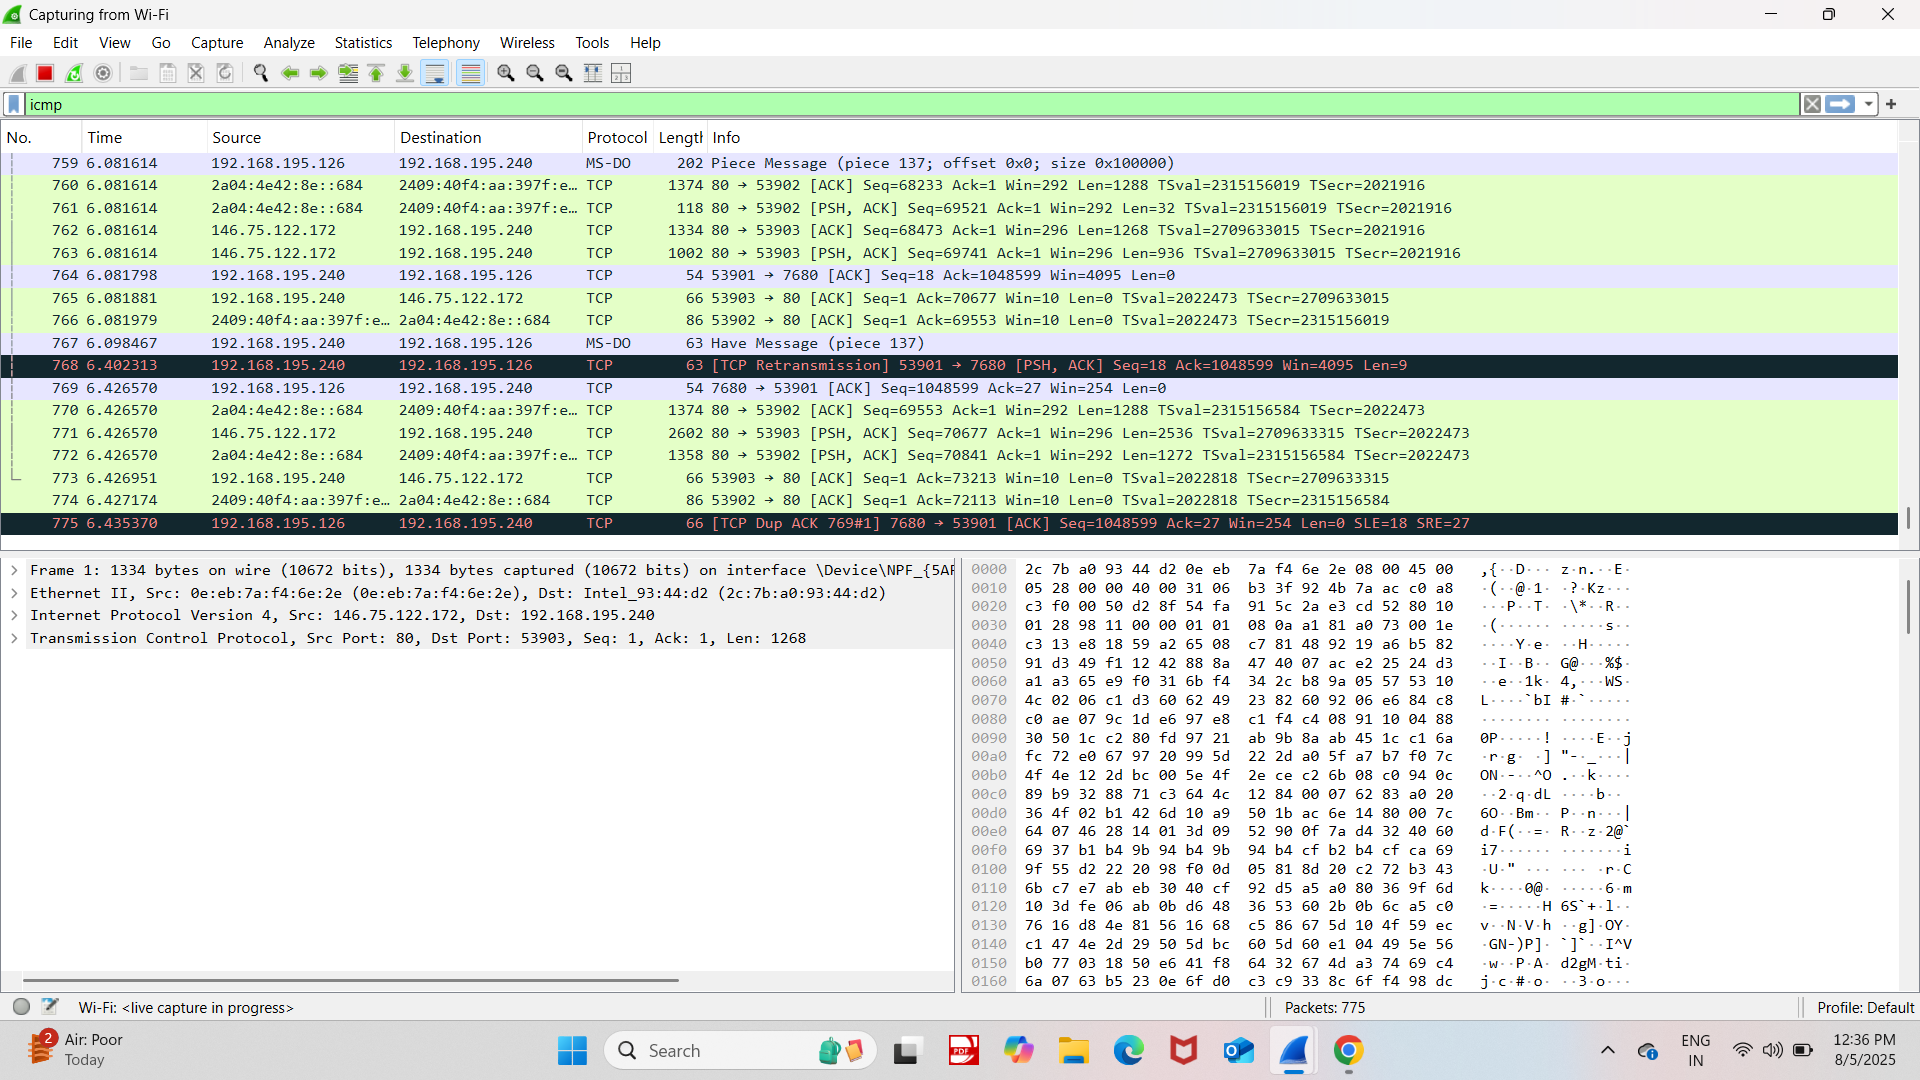 Capturing from Wi-Fi
File Edit View Go Capture Analyze Statistics Telephony Wireless Tools Help
icmp
No. Time Source Destination Protocol Length Info
759 6.081614 192.168.195.126 192.168.195.240 MS-DO 202 Piece Message (piece 137; offset 0x0; size 0x100000)
760 6.081614 2a04:4e42:8e::684 2409:40f4:aa:397f:e… TCP 1374 80 → 53902 [ACK] Seq=68233 Ack=1 Win=292 Len=1288 TSval=2315156019 TSecr=2021916
761 6.081614 2a04:4e42:8e::684 2409:40f4:aa:397f:e… TCP 118 80 → 53902 [PSH, ACK] Seq=69521 Ack=1 Win=292 Len=32 TSval=2315156019 TSecr=2021916
762 6.081614 146.75.122.172 192.168.195.240 TCP 1334 80 → 53903 [ACK] Seq=68473 Ack=1 Win=296 Len=1268 TSval=2709633015 TSecr=2021916
763 6.081614 146.75.122.172 192.168.195.240 TCP 1002 80 → 53903 [PSH, ACK] Seq=69741 Ack=1 Win=296 Len=936 TSval=2709633015 TSecr=2021916
764 6.081798 192.168.195.240 192.168.195.126 TCP 54 53901 → 7680 [ACK] Seq=18 Ack=1048599 Win=4095 Len=0
765 6.081881 192.168.195.240 146.75.122.172 TCP 66 53903 → 80 [ACK] Seq=1 Ack=70677 Win=10 Len=0 TSval=2022473 TSecr=2709633015
766 6.081979 2409:40f4:aa:397f:e… 2a04:4e42:8e::684 TCP 86 53902 → 80 [ACK] Seq=1 Ack=69553 Win=10 Len=0 TSval=2022473 TSecr=2315156019
767 6.098467 192.168.195.240 192.168.195.126 MS-DO 63 Have Message (piece 137)
768 6.402313 192.168.195.240 192.168.195.126 TCP 63 [TCP Retransmission] 53901 → 7680 [PSH, ACK] Seq=18 Ack=1048599 Win=4095 Len=9
769 6.426570 192.168.195.126 192.168.195.240 TCP 54 7680 → 53901 [ACK] Seq=1048599 Ack=27 Win=254 Len=0
770 6.426570 2a04:4e42:8e::684 2409:40f4:aa:397f:e… TCP 1374 80 → 53902 [ACK] Seq=69553 Ack=1 Win=292 Len=1288 TSval=2315156584 TSecr=2022473
771 6.426570 146.75.122.172 192.168.195.240 TCP 2602 80 → 53903 [PSH, ACK] Seq=70677 Ack=1 Win=296 Len=2536 TSval=2709633315 TSecr=2022473
772 6.426570 2a04:4e42:8e::684 2409:40f4:aa:397f:e… TCP 1358 80 → 53902 [PSH, ACK] Seq=70841 Ack=1 Win=292 Len=1272 TSval=2315156584 TSecr=2022473
773 6.426951 192.168.195.240 146.75.122.172 TCP 66 53903 → 80 [ACK] Seq=1 Ack=73213 Win=10 Len=0 TSval=2022818 TSecr=2709633315
774 6.427174 2409:40f4:aa:397f:e… 2a04:4e42:8e::684 TCP 86 53902 → 80 [ACK] Seq=1 Ack=72113 Win=10 Len=0 TSval=2022818 TSecr=2315156584
775 6.435370 192.168.195.126 192.168.195.240 TCP 66 [TCP Dup ACK 769#1] 7680 → 53901 [ACK] Seq=1048599 Ack=27 Win=254 Len=0 SLE=18 SRE=27
Frame 1: 1334 bytes on wire (10672 bits), 1334 bytes captured (10672 bits) on interface \Device\NPF_{5AF
Ethernet II, Src: 0e:eb:7a:f4:6e:2e (0e:eb:7a:f4:6e:2e), Dst: Intel_93:44:d2 (2c:7b:a0:93:44:d2)
Internet Protocol Version 4, Src: 146.75.122.172, Dst: 192.168.195.240
Transmission Control Protocol, Src Port: 80, Dst Port: 53903, Seq: 1, Ack: 1, Len: 1268
0000 2c 7b a0 93 44 d2 0e eb 7a f4 6e 2e 08 00 45 00
0010 05 28 00 00 40 00 31 06 b3 3f 92 4b 7a ac c0 a8
0020 c3 f0 00 50 d2 8f 54 fa 91 5c 2a e3 cd 52 80 10
0030 01 28 98 11 00 00 01 01 08 0a a1 81 a0 73 00 1e
0040 c3 13 e8 18 59 a2 65 08 c7 81 48 92 19 a6 b5 82
0050 91 d3 49 f1 12 42 88 8a 47 40 07 ac e2 25 24 d3
0060 a1 a3 65 e9 f0 31 6b f4 34 2c b8 9a 05 57 53 10
0070 4c 02 06 c1 d3 60 62 49 23 82 60 92 06 e6 84 c8
0080 c0 ae 07 9c 1d e6 97 e8 c1 f4 c4 08 91 10 04 88
0090 30 50 1c c2 80 fd 97 21 ab 9b 8a ab 45 1c c1 6a
00a0 fc 72 e0 67 97 20 99 5d 22 2d a0 5f a7 b7 f0 7c
00b0 4f 4e 12 2d bc 00 5e 4f 2e ce c2 6b 08 c0 94 0c
00c0 89 b9 32 88 71 c3 64 4c 12 84 00 07 62 83 a0 20
00d0 36 4f 02 b1 42 6d 10 a9 50 1b ac 6e 14 80 00 7c
00e0 64 07 46 28 14 01 3d 09 52 90 0f 7a d4 32 40 60
00f0 69 37 b1 b4 9b 94 b4 9b 94 b4 cf b2 b4 cf ca 69
0100 9f 55 d2 22 20 98 f0 0d 05 81 8d 20 c2 72 b3 43
0110 6b c7 e7 ab eb 30 40 cf 92 d5 a5 a0 80 36 9f 6d
0120 10 3d fe 06 ab 0b d6 48 36 53 60 2b 0b 6c a5 c0
0130 76 16 d8 4e 81 56 16 68 c5 86 67 5d 10 4f 59 ec
0140 c1 47 4e 2d 29 50 5d bc 60 5d 60 e1 04 49 5e 56
0150 b0 77 03 18 50 e6 41 f8 64 32 67 4d a3 74 69 c4
0160 6a 07 63 b5 23 0e 6f d0 c3 c9 33 8c 6f f4 98 dc
Wi-Fi: <live capture in progress>
Packets: 775
Profile: Default
2
Air: Poor
Today
Search
PDF
ENG
IN
12:36 PM
8/5/2025